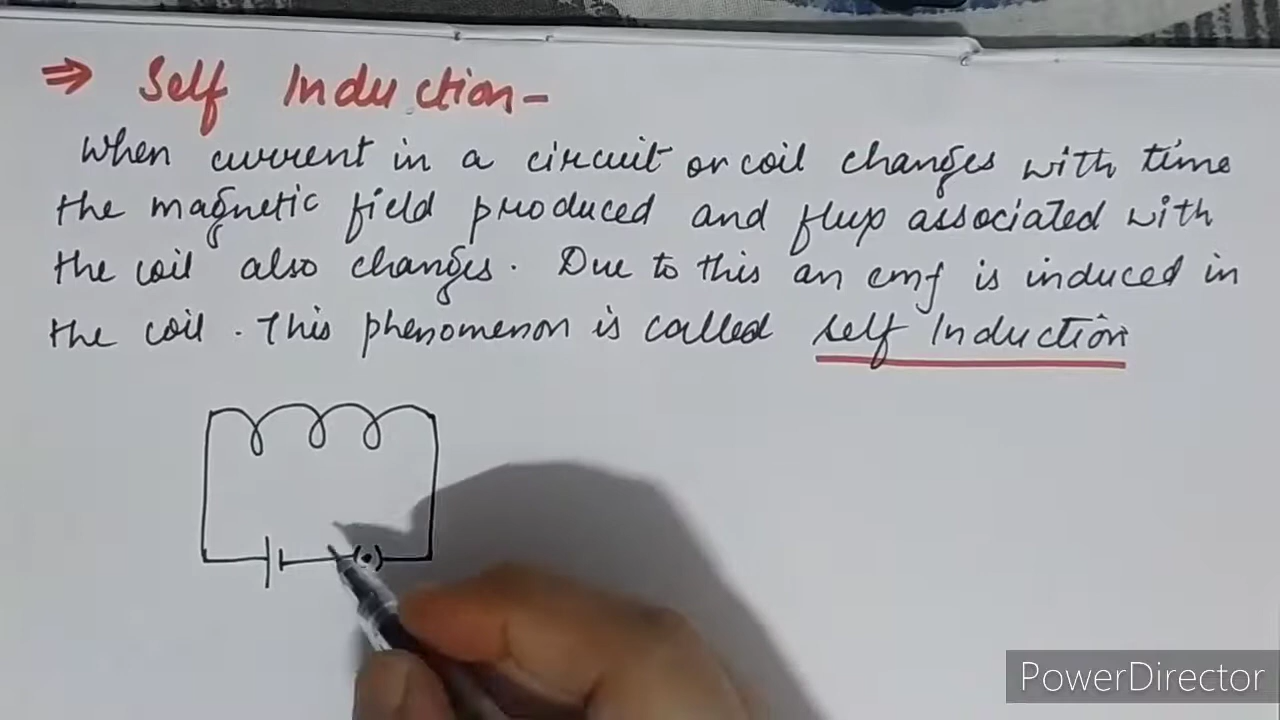 ⇒ Self Induction-
When current in a circuit or coil changes with time
the magnetic field produced and flux associated with
the coil also changes. Due to this an emf is induced in
the coil. This phenomenon is called self Induction
PowerDirector